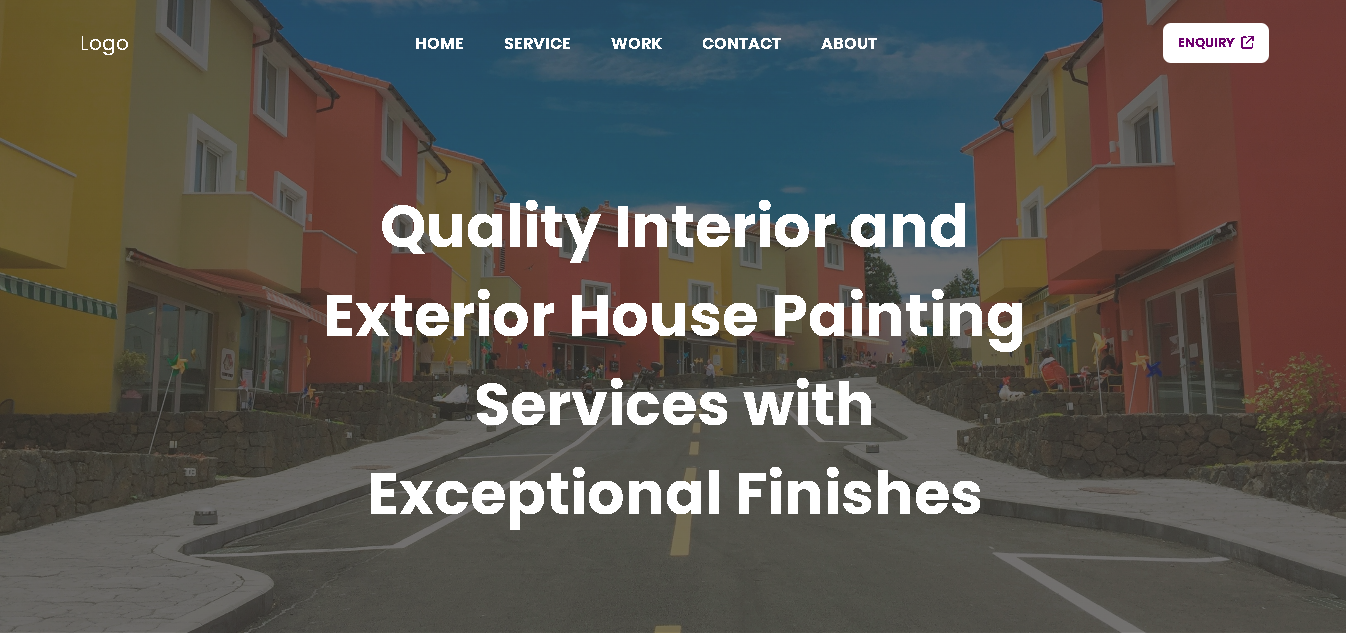 Logo
HOME SERVICE WORK CONTACT ABOUT
ENQUIRY
Quality Interior and
Exterior House Painting
Services with
Exceptional Finishes